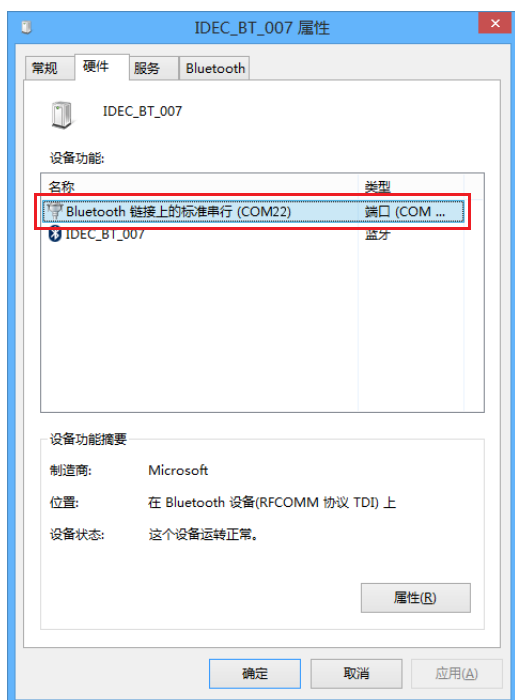 IDEC_BT_007 属性
常规 硬件 服务 Bluetooth
IDEC_BT_007
设备功能:
名称 类型
Bluetooth 链接上的标准串行 (COM22) 端口 (COM ...
IDEC_BT_007 蓝牙
设备功能摘要
制造商: Microsoft
位置: 在 Bluetooth 设备(RFCOMM 协议 TDI) 上
设备状态: 这个设备运转正常。
属性(R)
确定 取消 应用(A)